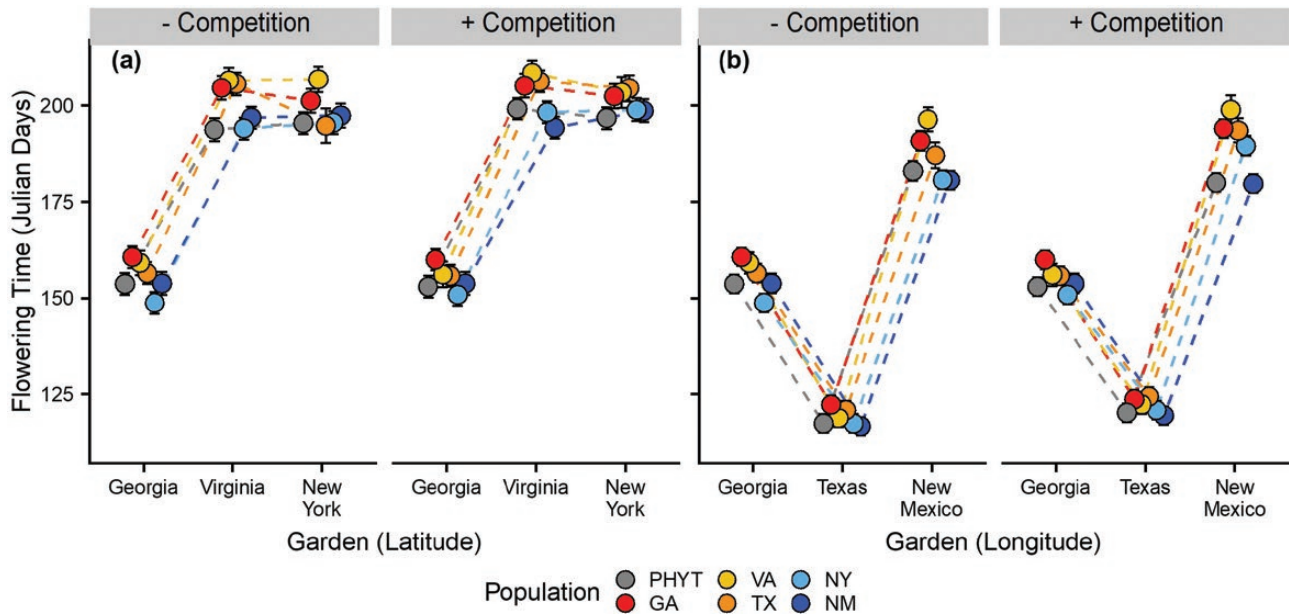 - Competition
+ Competition
- Competition
+ Competition
(a)
(b)
Flowering Time (Julian Days)
200
175
150
125
Georgia Virginia New York
Georgia Virginia New York
Georgia Texas New Mexico
Georgia Texas New Mexico
Garden (Latitude)
Garden (Longitude)
Population
PHYT VA NY
GA TX NM